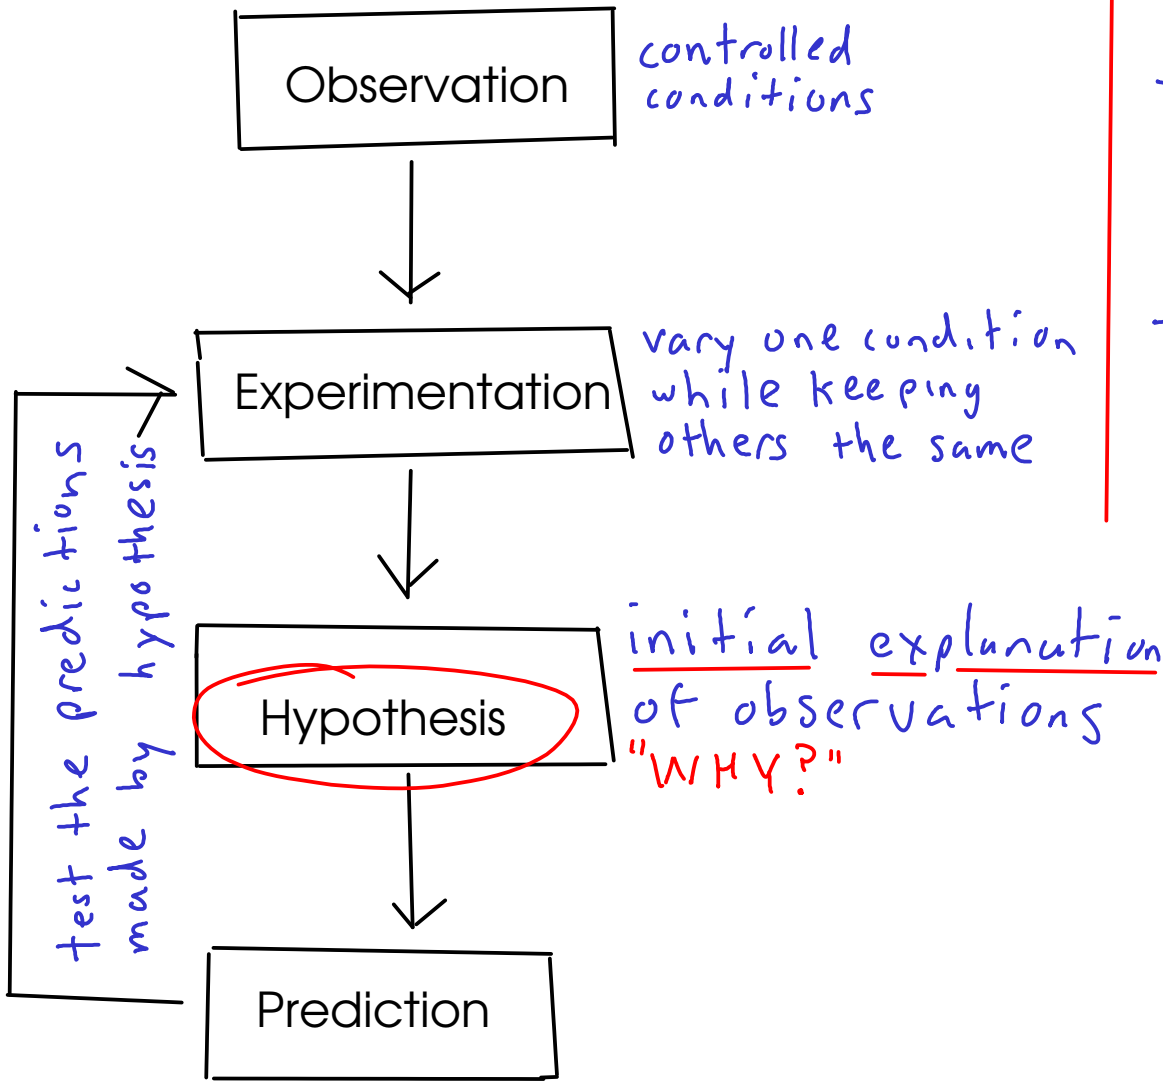 Observation
controlled
conditions
Experimentation
vary one condition
while keeping
others the same
test the predictions
made by hypothesis
Hypothesis
initial explanation
of observations
"WHY?"
Prediction